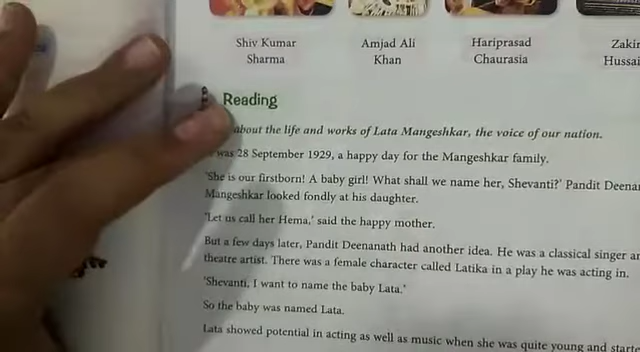 Shiv Kumar Sharma
Amjad Ali Khan
Hariprasad Chaurasia
Zakir Hussai
Reading
about the life and works of Lata Mangeshkar, the voice of our nation.
was 28 September 1929, a happy day for the Mangeshkar family.
'She is our firstborn! A baby girl! What shall we name her, Shevanti?' Pandit Deena
Mangeshkar looked fondly at his daughter.
'Let us call her Hema,' said the happy mother.
But a few days later, Pandit Deenanath had another idea. He was a classical singer an
theatre artist. There was a female character called Latika in a play he was acting in.
'Shevanti, I want to name the baby Lata.'
So the baby was named Lata.
Lata showed potential in acting as well as music when she was quite young and starte